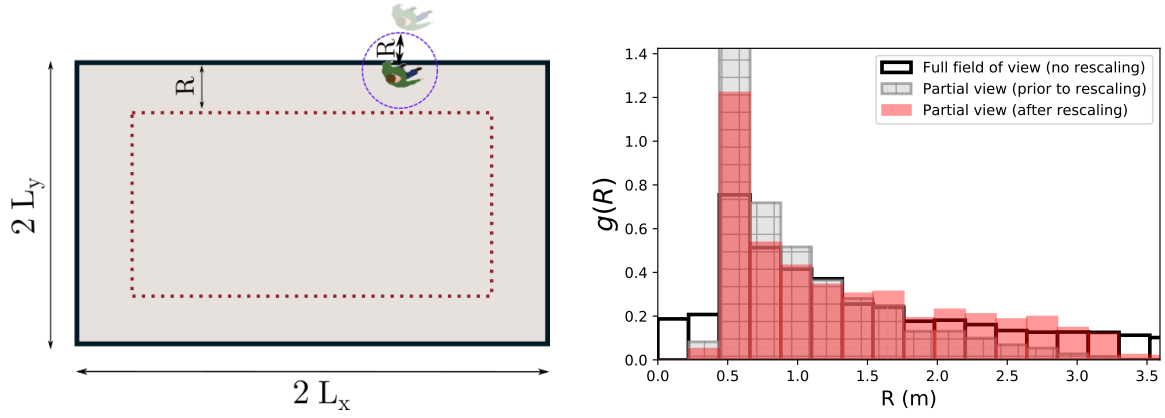 R
R
2 Ly
2 Lx
Full field of view (no rescaling)
Partial view (prior to rescaling)
Partial view (after rescaling)
g(R)
1.4
1.2
1.0
0.8
0.6
0.4
0.2
0.0
0.0 0.5 1.0 1.5 2.0 2.5 3.0 3.5
R (m)